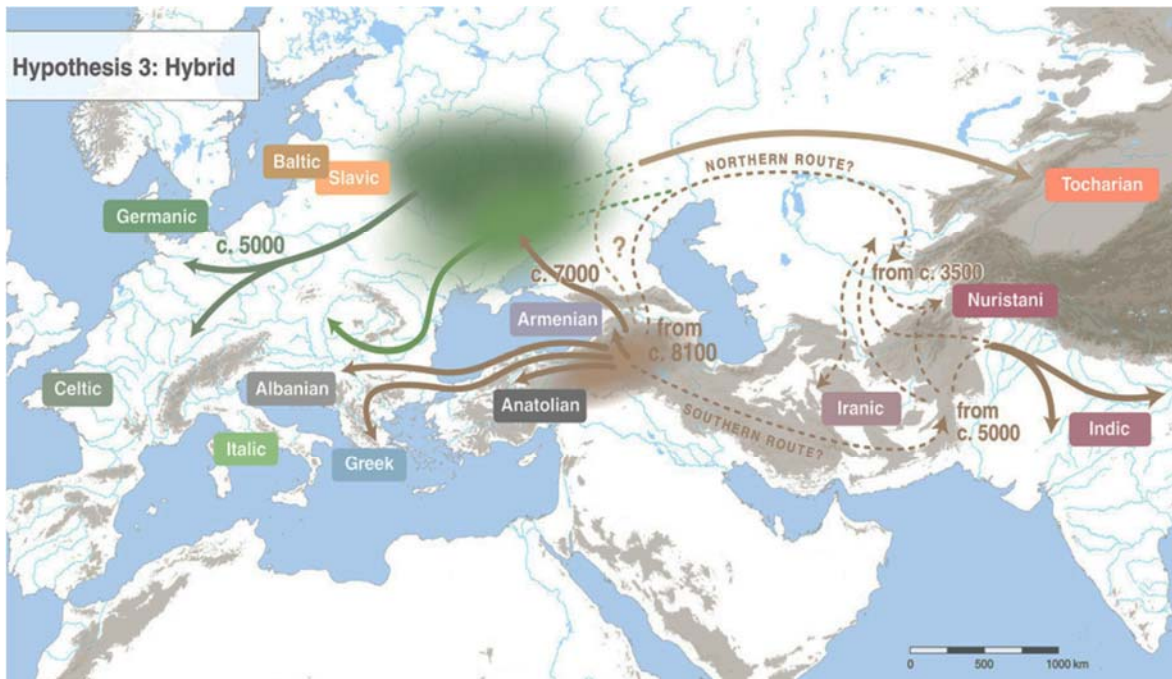 Hypothesis 3: Hybrid
Baltic
Slavic
NORTHERN ROUTE?
Tocharian
Germanic
c. 5000
?
c. 7000
from c. 3500
Nuristani
Armenian
from
c. 8100
Celtic
Albanian
Anatolian
Iranic
from
c. 5000
SOUTHERN ROUTE?
Indic
Italic
Greek
0 500 1000 km